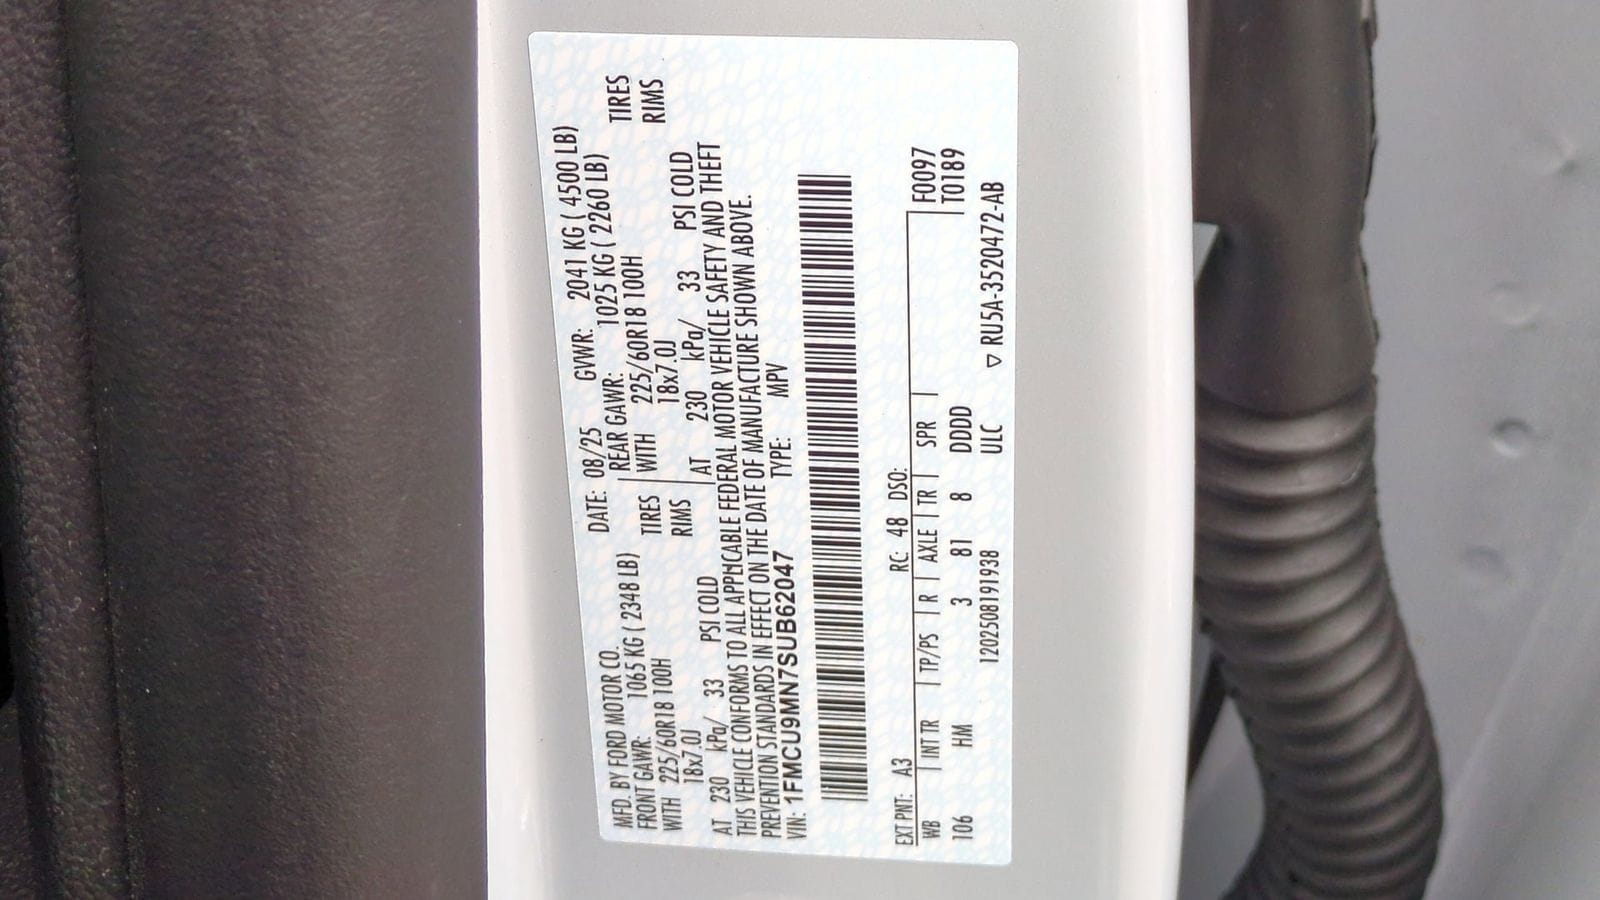 MFD. BY FORD MOTOR CO. DATE: 08/25 GVWR: 2041 KG ( 4500 LB)
FRONT GAWR: 1065 KG ( 2348 LB) REAR GAWR: 1025 KG ( 2260 LB)
WITH 225/60R18 100H TIRES WITH 225/60R18 100H TIRES
18x7.0J RIMS 18x7.0J RIMS
AT 230 kPa/ 33 PSI COLD AT 230 kPa/ 33 PSI COLD
THIS VEHICLE CONFORMS TO ALL APPLICABLE FEDERAL MOTOR VEHICLE SAFETY AND THEFT
PREVENTION STANDARDS IN EFFECT ON THE DATE OF MANUFACTURE SHOWN ABOVE.
VIN: 1FMCU9MN7SUB62047 TYPE: MPV
EXT PNT: A3 RC: 48 DSO: F0097
WB INT TR TP/PS R AXLE TR SPR T0189
106 HM 3 81 8 DDDD
120250819193​8 ULC ▽ RU5A-3520472-AB